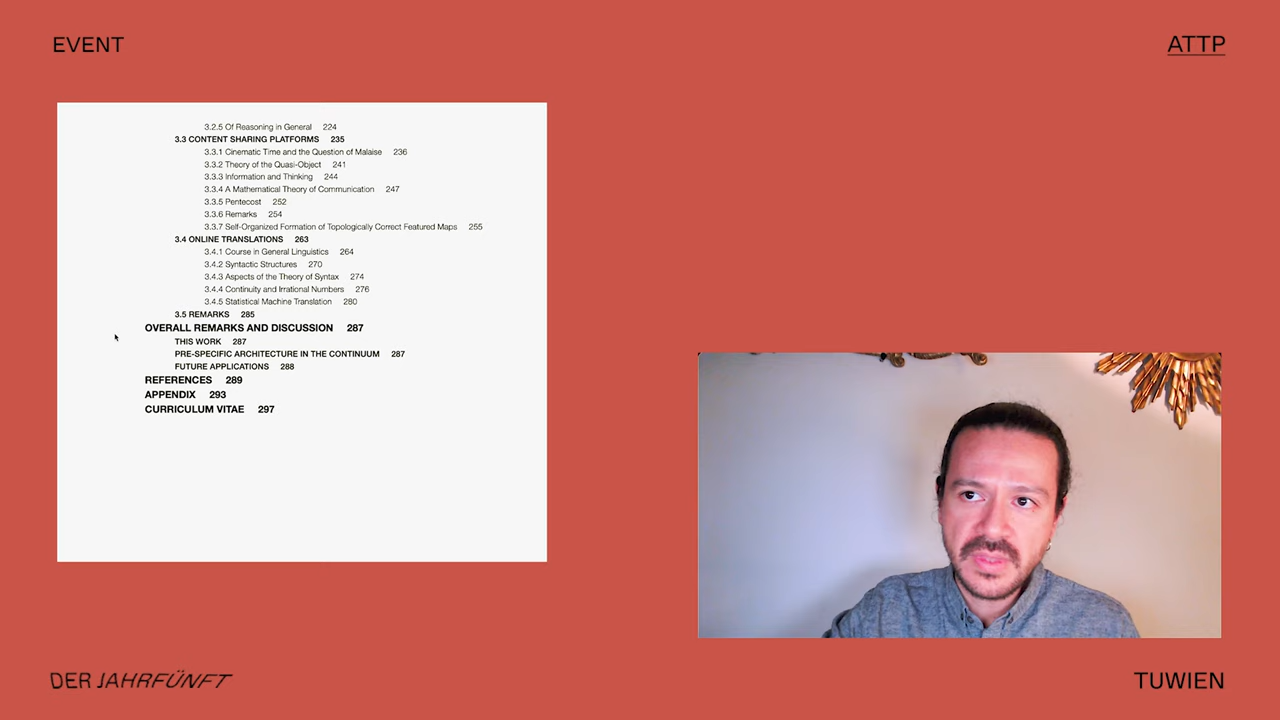 EVENT
ATTP
3.2.5 Of Reasoning in General 224
3.3 CONTENT SHARING PLATFORMS 235
3.3.1 Cinematic Time and the Question of Malaise 236
3.3.2 Theory of the Quasi-Object 241
3.3.3 Information and Thinking 244
3.3.4 A Mathematical Theory of Communication 247
3.3.5 Pentecost 252
3.3.6 Remarks 254
3.3.7 Self-Organized Formation of Topologically Correct Featured Maps 255
3.4 ONLINE TRANSLATIONS 263
3.4.1 Course in General Linguistics 264
3.4.2 Syntactic Structures 270
3.4.3 Aspects of the Theory of Syntax 274
3.4.4 Continuity and Irrational Numbers 276
3.4.5 Statistical Machine Translation 280
3.5 REMARKS 285
OVERALL REMARKS AND DISCUSSION 287
THIS WORK 287
PRE-SPECIFIC ARCHITECTURE IN THE CONTINUUM 287
FUTURE APPLICATIONS 288
REFERENCES 289
APPENDIX 293
CURRICULUM VITAE 297
DER JAHRFÜNFT
TUWIEN